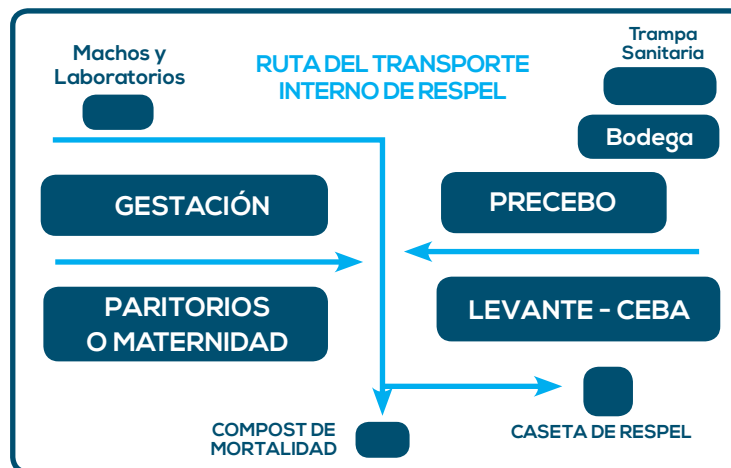 Machos y
Laboratorios
RUTA DEL TRANSPORTE
INTERNO DE RESPEL
Trampa
Sanitaria
Bodega
GESTACIÓN
PRECEBO
PARITORIOS
O MATERNIDAD
LEVANTE - CEBA
COMPOST DE
MORTALIDAD
CASETA DE RESPEL